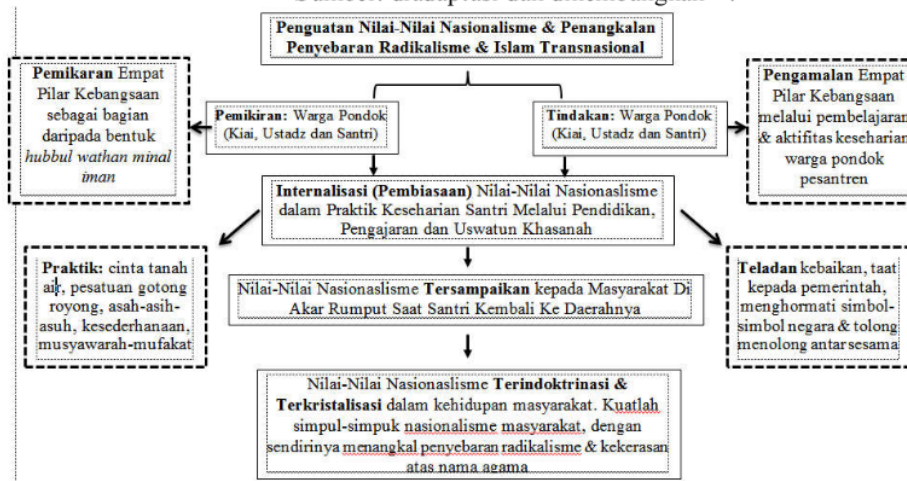 Penguatan Nilai-Nilai Nasionalisme & Penangkalan
Penyebaran Radikalisme & Islam Transnasional
Pemikaran Empat
Pilar Kebangsaan
sebagai bagian
daripada bentuk
hubbul wathan minal
iman
Pemikiran: Warga Pondok
(Kiai, Ustadz dan Santri)
Tindakan: Warga Pondok
(Kiai, Ustadz dan Santri)
Pengamalan Empat
Pilar Kebangsaan
melalui pembelajaran
& aktifitas keseharian
warga pondok
pesantren
Internalisasi (Pembiasaan) Nilai-Nilai Nasionaslisme
dalam Praktik Keseharian Santri Melalui Pendidikan,
Pengajaran dan Uswatun Khasanah
Praktik: cinta tanah
air, pesatuan gotong
royong, asah-asih-
asuh, kesederhanaan,
musyawarah-mufakat
Nilai-Nilai Nasionaslisme Tersampaikan kepada Masyarakat Di
Akar Rumput Saat Santri Kembali Ke Daerahnya
Teladan kebaikan, taat
kepada pemerintah,
menghormati simbol-
simbol negara & tolong
menolong antar sesama
Nilai-Nilai Nasionaslisme Terindoktrinasi &
Terkristalisasi dalam kehidupan masyarakat. Kuatlah
simpul-simpuk nasionalisme masyarakat, dengan
sendirinya menangkal penyebaran radikalisme & kekerasan
atas nama agama